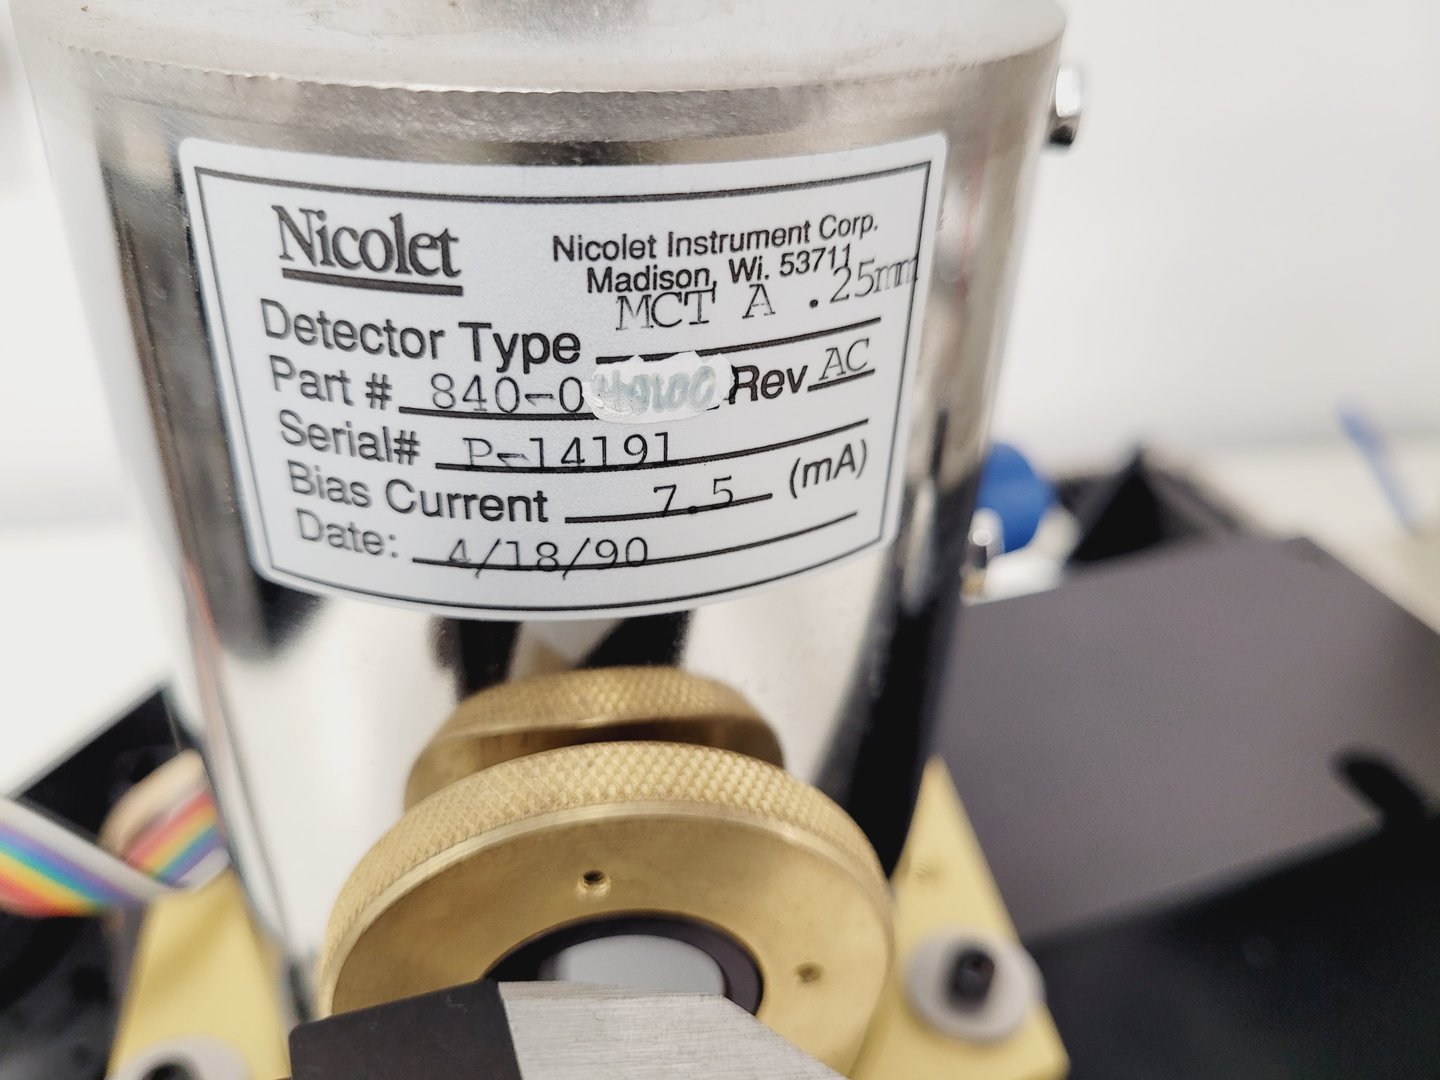 Nicolet
Nicolet Instrument Corp.
Madison, Wi. 53711
Detector Type MCT A .25mm
Part # 840-0 Rev AC
Serial# P-14191
Bias Current 7.5 (mA)
Date: 4/18/90